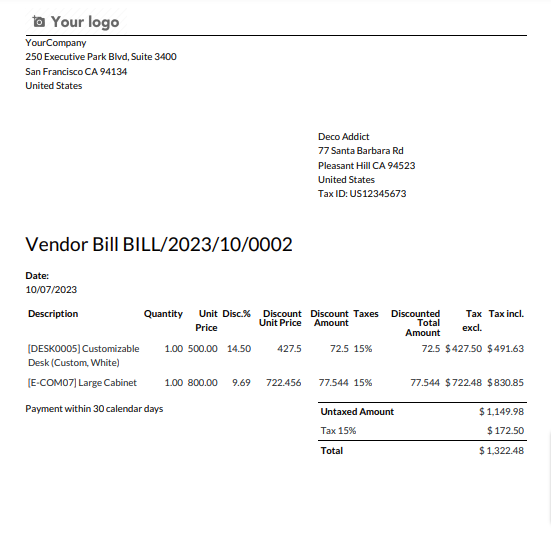 Your logo
YourCompany
250 Executive Park Blvd, Suite 3400
San Francisco CA 94134
United States
Deco Addict
77 Santa Barbara Rd
Pleasant Hill CA 94523
United States
Tax ID: US12345673
Vendor Bill BILL/2023/10/0002
Date:
10/07/2023
Description Quantity Unit Price Disc.% Discount Unit Price Discount Amount Taxes Discounted Total Amount Tax excl. Tax incl.
[DESK0005] Customizable 1.00 500.00 14.50 427.5 72.5 15% 72.5 $ 427.50 $ 491.63
Desk (Custom, White)
[E-COM07] Large Cabinet 1.00 800.00 9.69 722.456 77.544 15% 77.544 $ 722.48 $ 830.85
Payment within 30 calendar days
Untaxed Amount $ 1,149.98
Tax 15% $ 172.50
Total $ 1,322.48